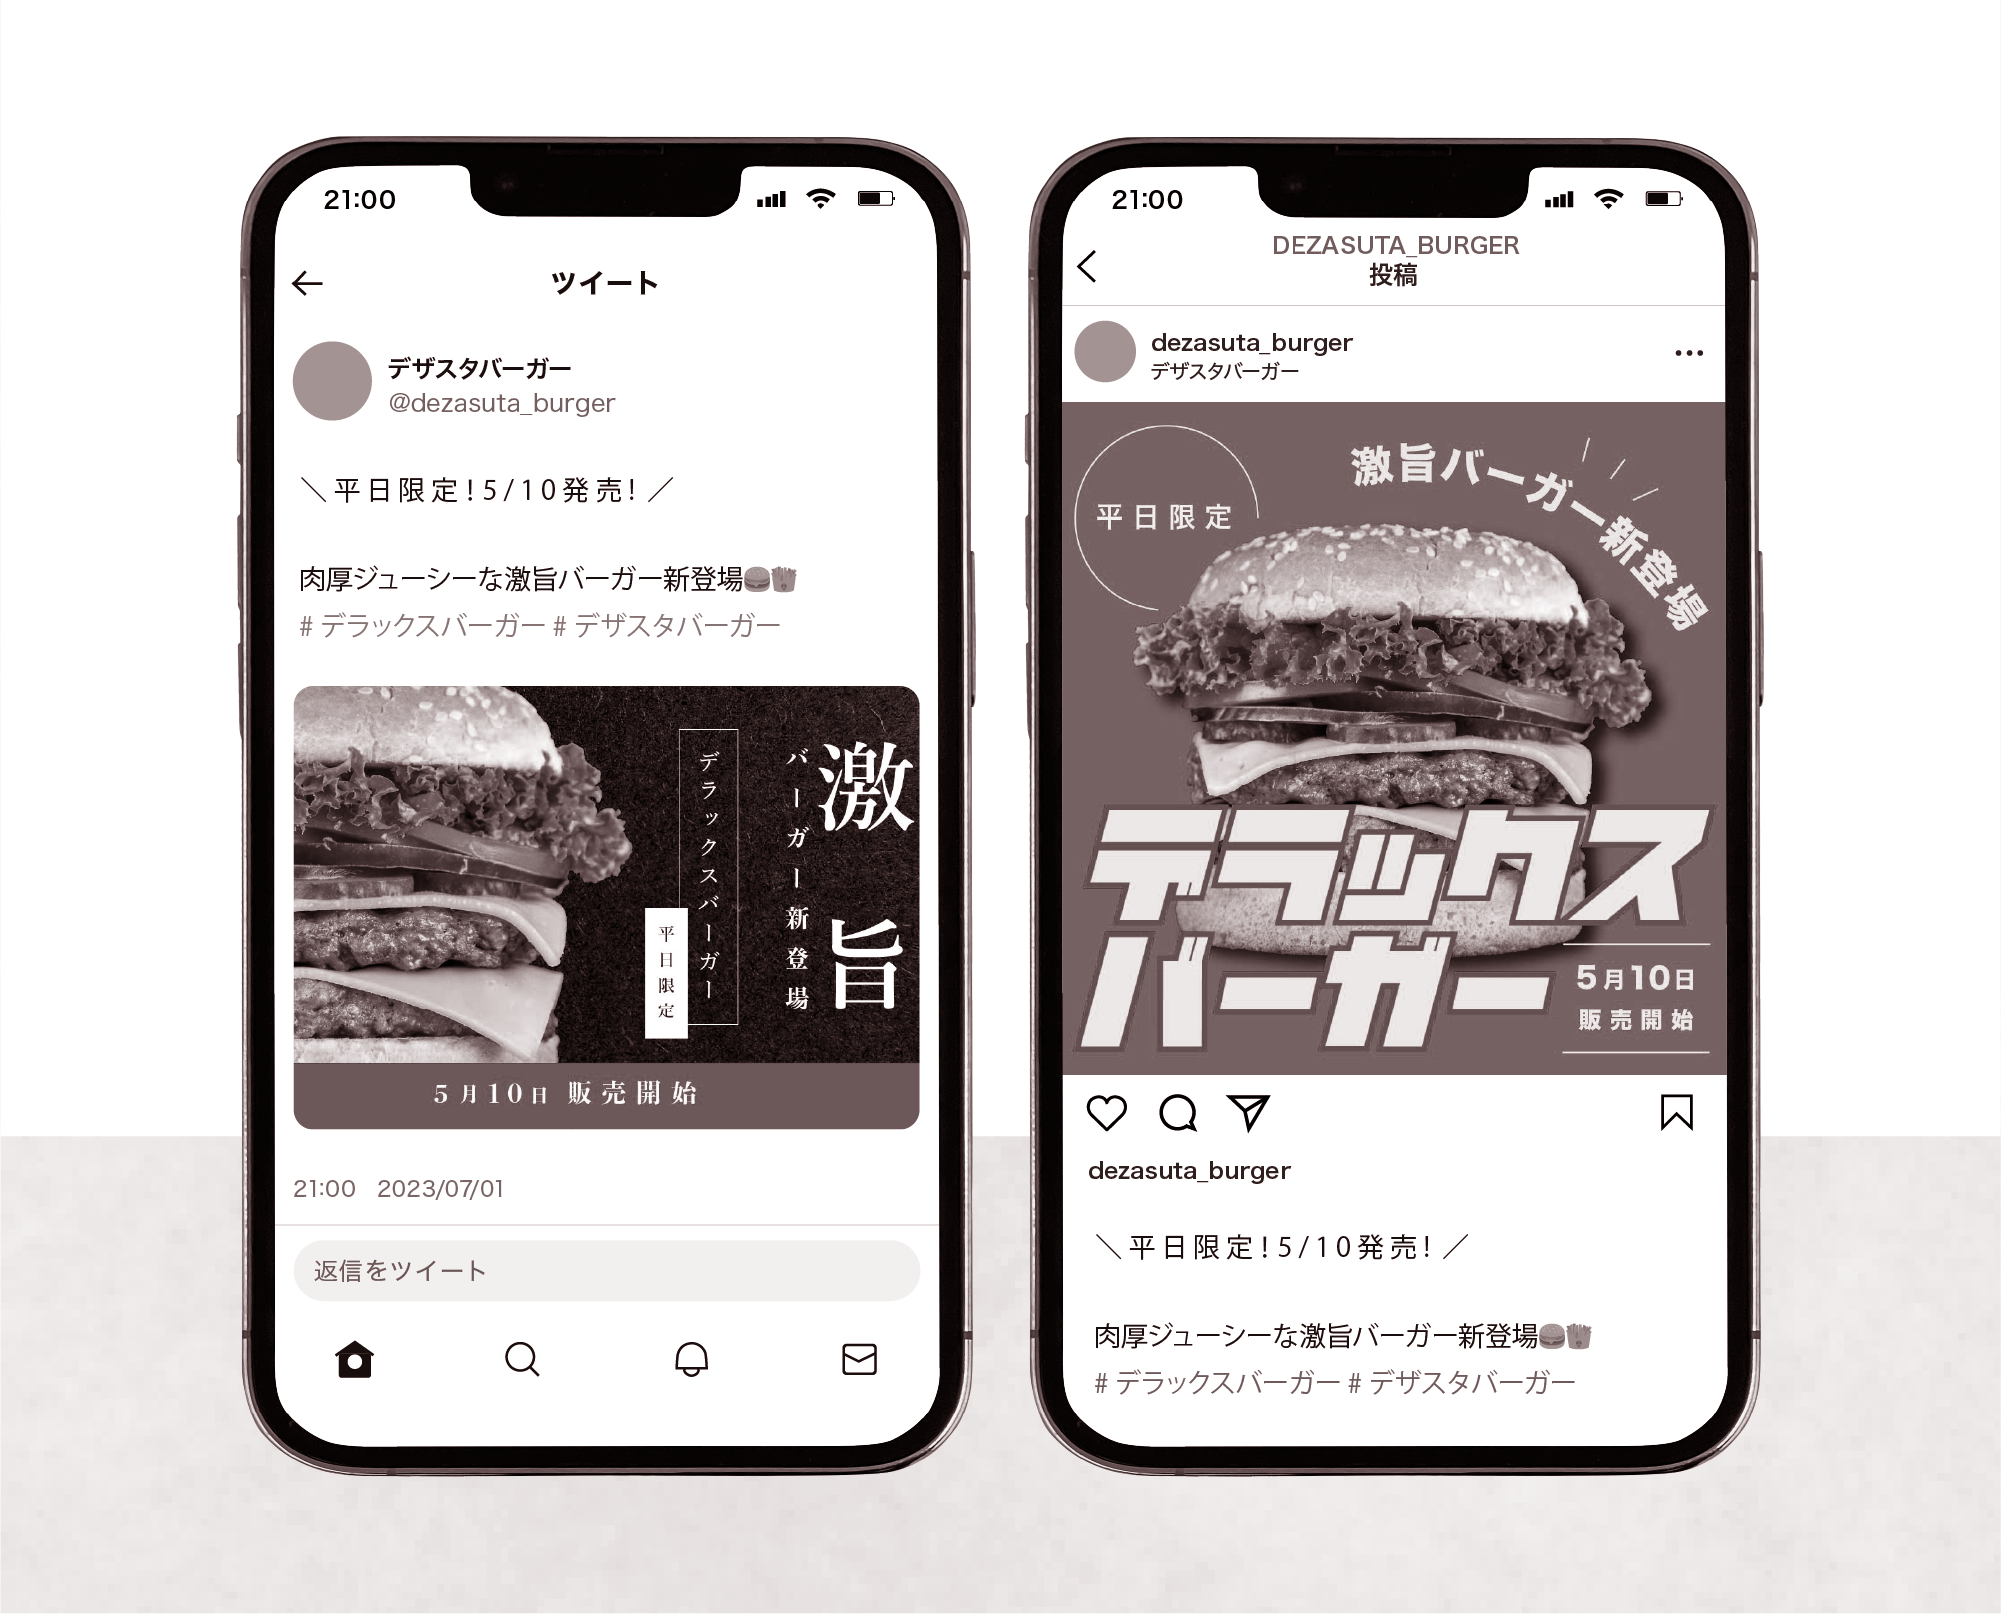 21:00
ツイート
デザスタバーガー
@dezasuta_burger
＼平日限定！5/10発売！／
肉厚ジューシーな激旨バーガー新登場🍔🍟
# デラックスバーガー # デザスタバーガー
激旨
バーガー新登場
デラックスバーガー
平日限定
5月10日 販売開始
21:00 2023/07/01
返信をツイート
21:00
DEZASUTA_BURGER
投稿
dezasuta_burger
デザスタバーガー
平日限定
激旨バーガー新登場
デラックス
バーガー
5月10日
販売開始
dezasuta_burger
＼平日限定！5/10発売！／
肉厚ジューシーな激旨バーガー新登場🍔🍟
# デラックスバーガー # デザスタバーガー